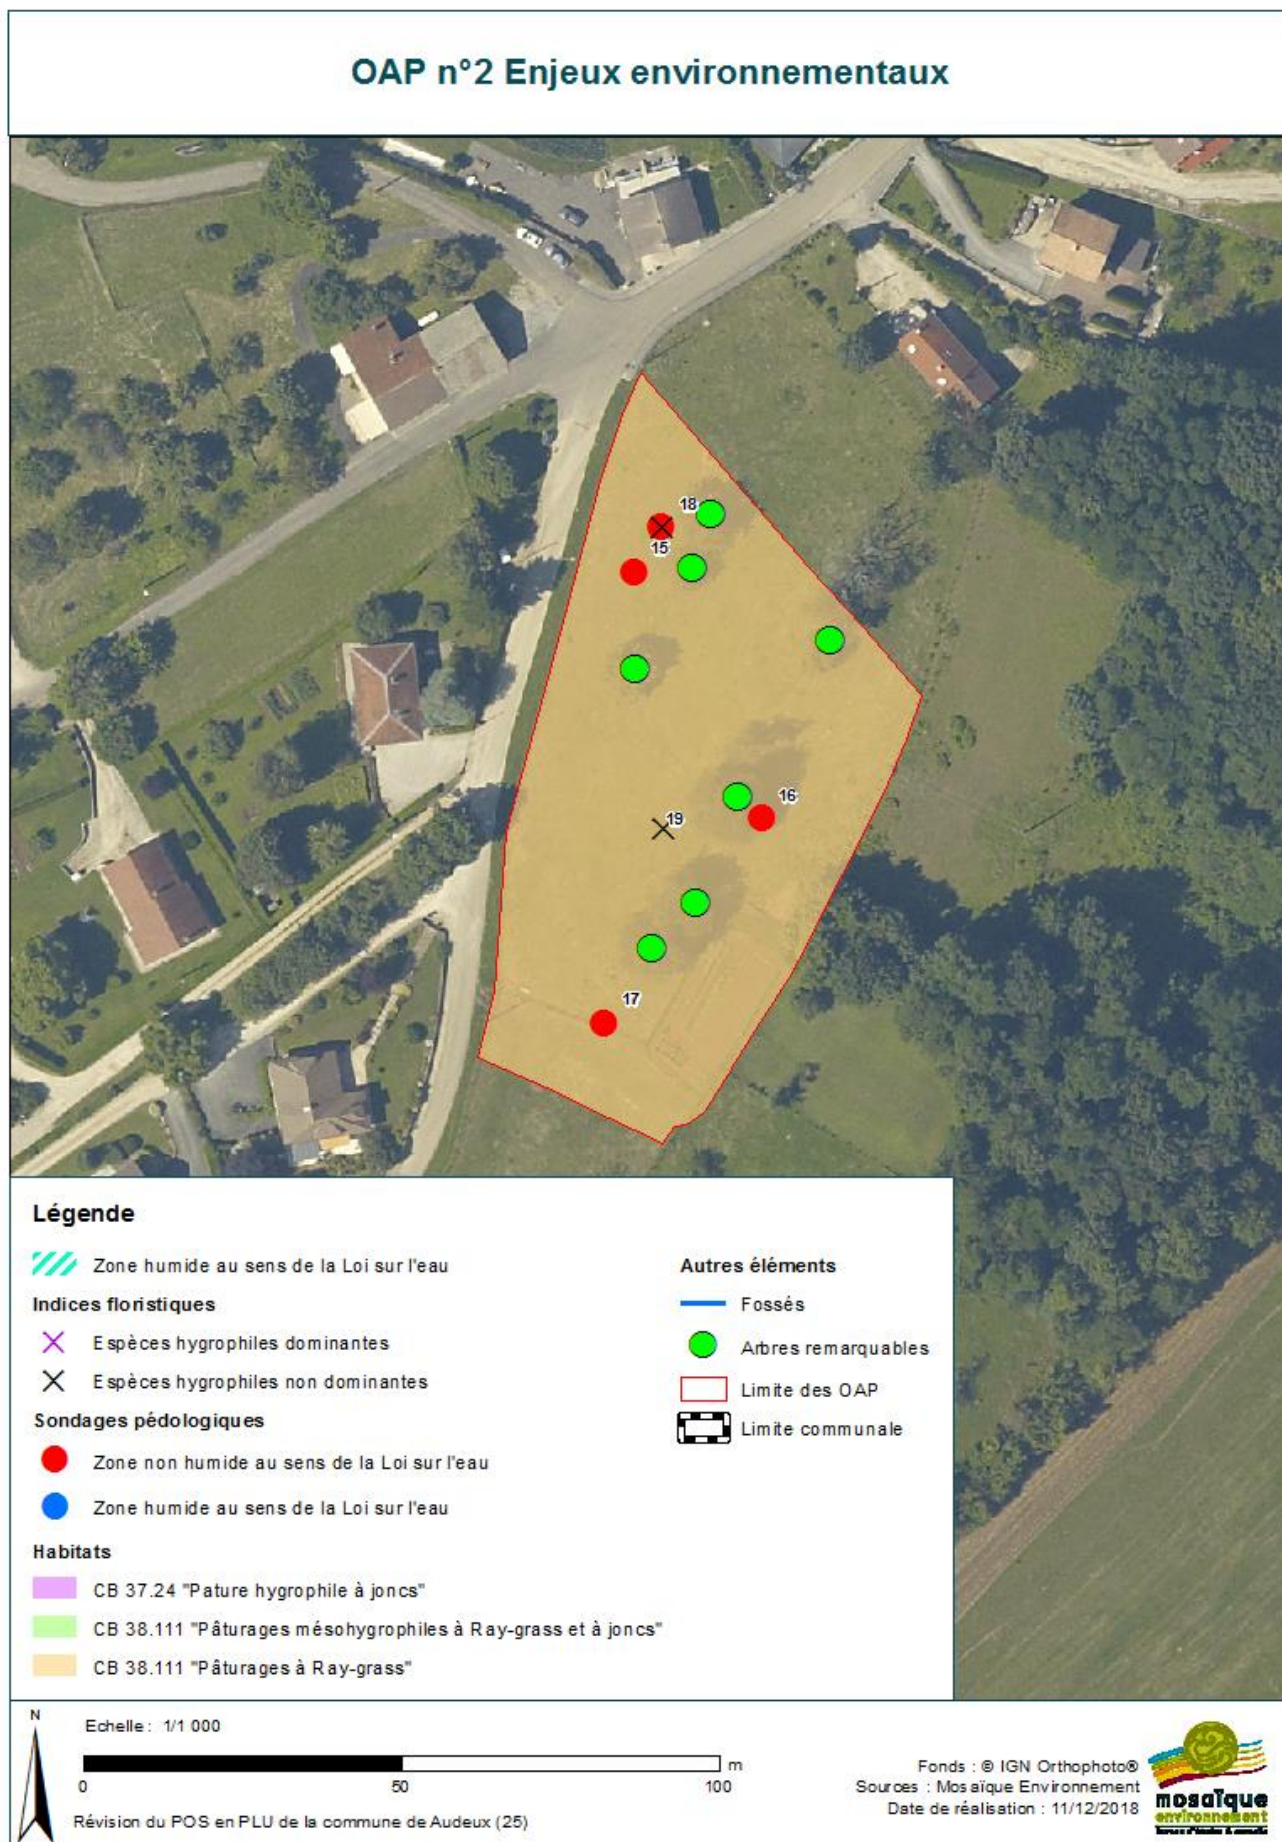 OAP n°2 Enjeux environnementaux
18
15
16
19
17
Légende
Zone humide au sens de la Loi sur l'eau
Indices floristiques
Espèces hygrophiles dominantes
Espèces hygrophiles non dominantes
Sondages pédologiques
Zone non humide au sens de la Loi sur l'eau
Zone humide au sens de la Loi sur l'eau
Habitats
CB 37.24 "Pature hygrophile à joncs"
CB 38.111 "Pâturages mésohygrophiles à Ray-grass et à joncs"
CB 38.111 "Pâturages à Ray-grass"
Autres éléments
Fossés
Arbres remarquables
Limite des OAP
Limite communale
N
Echelle : 1/1 000
m
0 50 100
Révision du POS en PLU de la commune de Audeux (25)
Fonds : © IGN Orthophoto®
Sources : Mosaïque Environnement
Date de réalisation : 11/12/2018
mosaïque
environnement